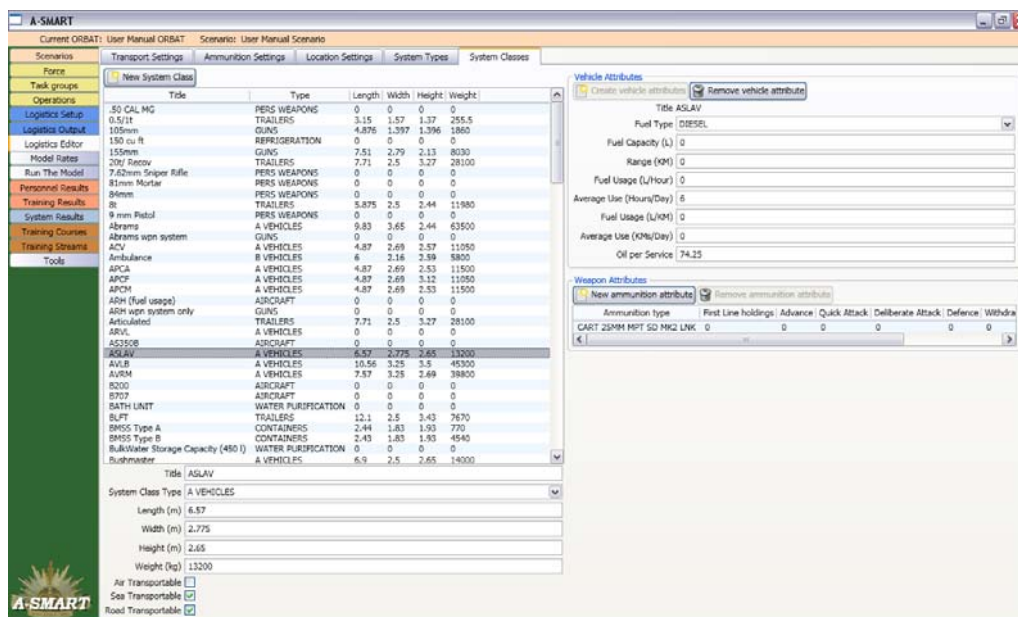 A-SMART
Current ORBAT: User Manual ORBAT Scenario: User Manual Scenario
Scenarios
Force
Task groups
Operations
Logistics Setup
Logistics Output
Logistics Editor
Model Rates
Run The Model
Personnel Results
Training Results
System Results
Training Courses
Training Streams
Tools
A-SMART
Transport Settings Ammunition Settings Location Settings System Types System Classes
New System Class
Title Type Length Width Height Weight
.50 CAL MG PERS WEAPONS 0 0 0 0
0.5/1t TRAILERS 3.15 1.57 1.37 255.5
105mm GUNS 4.876 1.397 1.396 1860
150 cu ft REFRIGERATION 0 0 0 0
155mm GUNS 7.51 2.79 2.13 8030
20t/ Recov TRAILERS 7.71 2.5 3.27 28100
7.62mm Sniper Rifle PERS WEAPONS 0 0 0 0
81mm Mortar PERS WEAPONS 0 0 0 0
84mm PERS WEAPONS 0 0 0 0
8t TRAILERS 5.875 2.5 2.44 11980
9 mm Pistol PERS WEAPONS 0 0 0 0
Abrams A VEHICLES 9.83 3.65 2.44 63500
Abrams wpn system GUNS 0 0 0 0
ACV A VEHICLES 4.87 2.69 2.57 11050
Ambulance B VEHICLES 6 2.16 2.59 5800
APCA A VEHICLES 4.87 2.69 2.53 11500
APCF A VEHICLES 4.87 2.69 3.12 11050
APCM A VEHICLES 4.87 2.69 2.53 11500
ARH (fuel usage) AIRCRAFT 0 0 0 0
ARH wpn system only GUNS 0 0 0 0
Articulated TRAILERS 7.71 2.5 3.27 28100
ARVL A VEHICLES 0 0 0 0
AS350B AIRCRAFT 0 0 0 0
ASLAV A VEHICLES 6.57 2.775 2.65 13200
AVLB A VEHICLES 10.56 3.25 3.5 45300
AVRM A VEHICLES 7.57 3.25 2.69 39800
B200 AIRCRAFT 0 0 0 0
B707 AIRCRAFT 0 0 0 0
BATH UNIT WATER PURIFICATION 0 0 0 0
BLFT TRAILERS 12.1 2.5 3.43 7670
BMSS Type A CONTAINERS 2.44 1.83 1.93 770
BMSS Type B CONTAINERS 2.43 1.83 1.93 4540
BulkWater Storage Capacity (450 l) WATER PURIFICATION 0 0 0 0
Bushmaster A VEHICLES 6.9 2.5 2.65 14000
Title ASLAV
System Class Type A VEHICLES
Length (m) 6.57
Width (m) 2.775
Height (m) 2.65
Weight (kg) 13200
Air Transportable
Sea Transportable
Road Transportable
Vehicle Attributes
Create vehicle attributes Remove vehicle attribute
Title ASLAV
Fuel Type DIESEL
Fuel Capacity (L) 0
Range (KM) 0
Fuel Usage (L/Hour) 0
Average Use (Hours/Day) 6
Fuel Usage (L/KM) 0
Average Use (KMs/Day) 0
Oil per Service 74.25
Weapon Attributes
New ammunition attribute Remove ammunition attribute
Ammunition type First Line holdings Advance Quick Attack Deliberate Attack Defence Withdra
CART 25MM MPT SD MK2 LNK 0 0 0 0 0 0